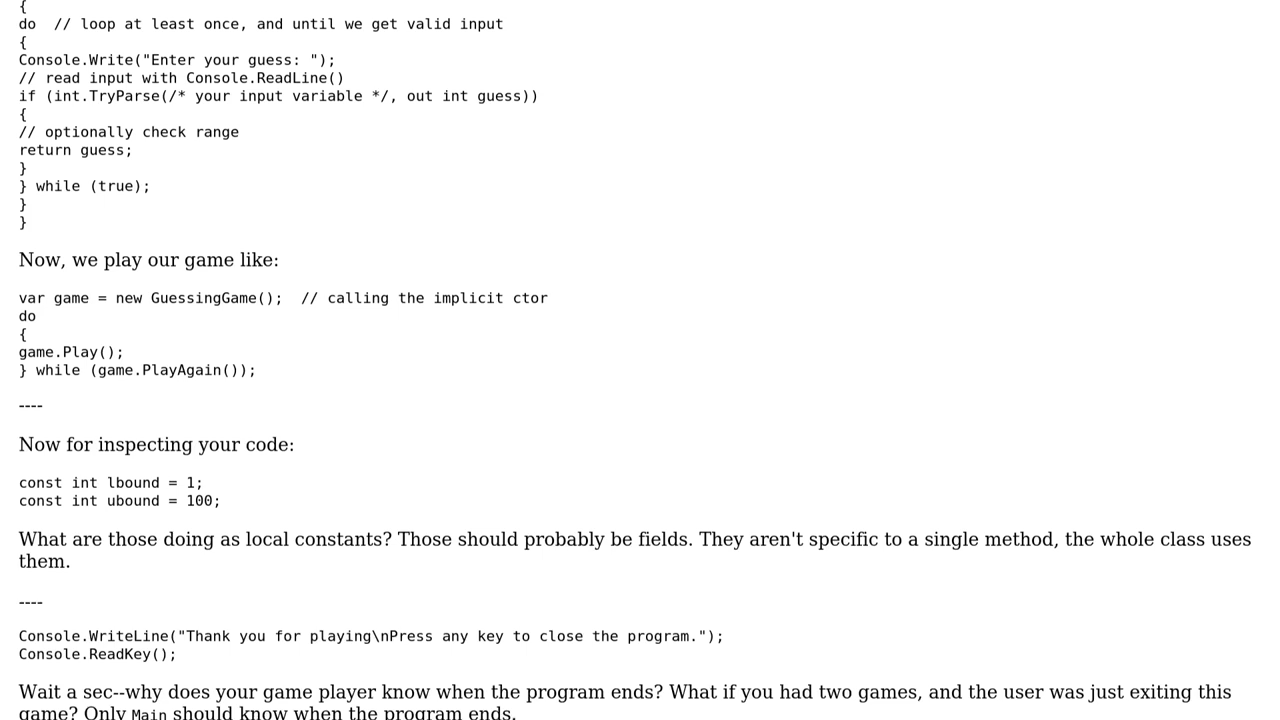 {
do  // loop at least once, and until we get valid input
{
Console.Write("Enter your guess: ");
// read input with Console.ReadLine()
if (int.TryParse(/* your input variable */, out int guess))
{
// optionally check range
return guess;
}
} while (true);
}
}
Now, we play our game like:
var game = new GuessingGame();  // calling the implicit ctor
do
{
game.Play();
} while (game.PlayAgain());
----
Now for inspecting your code:
const int lbound = 1;
const int ubound = 100;
What are those doing as local constants? Those should probably be fields. They aren't specific to a single method, the whole class uses
them.
----
Console.WriteLine("Thank you for playing\nPress any key to close the program.");
Console.ReadKey();
Wait a sec--why does your game player know when the program ends? What if you had two games, and the user was just exiting this
game? Only Main should know when the program ends.